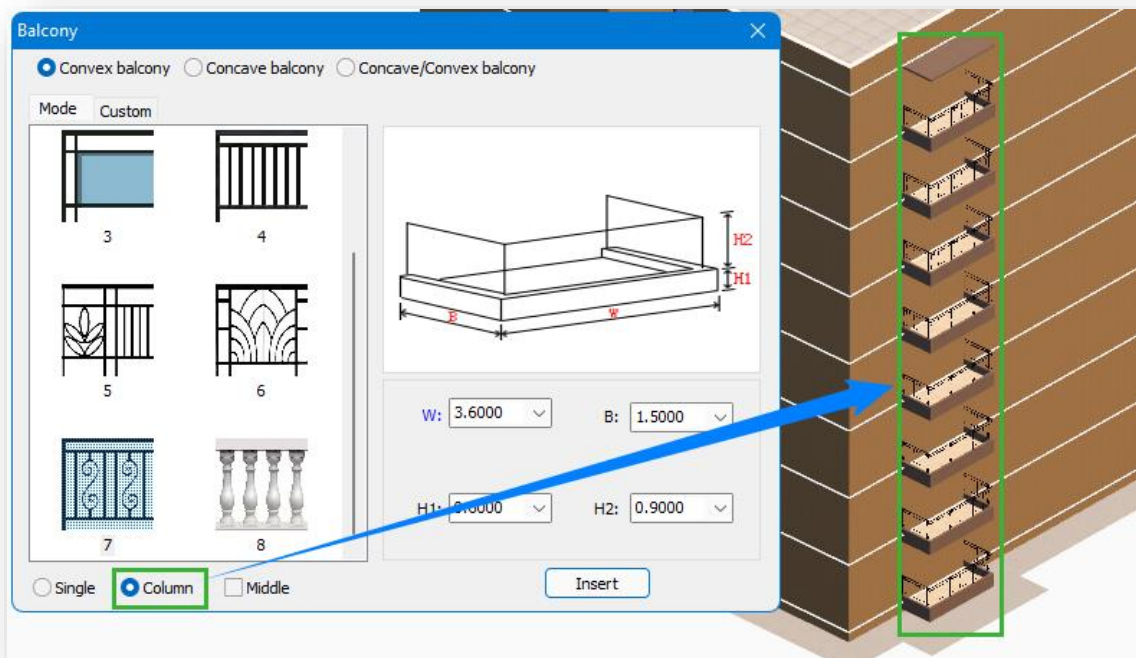 Balcony
Convex balcony Concave balcony Concave/Convex balcony
Mode Custom
3 4
5 6
7 8
H2
H1
B W
W: 3.6000 B: 1.5000
H1: H2: 0.9000
Single Column Middle Insert